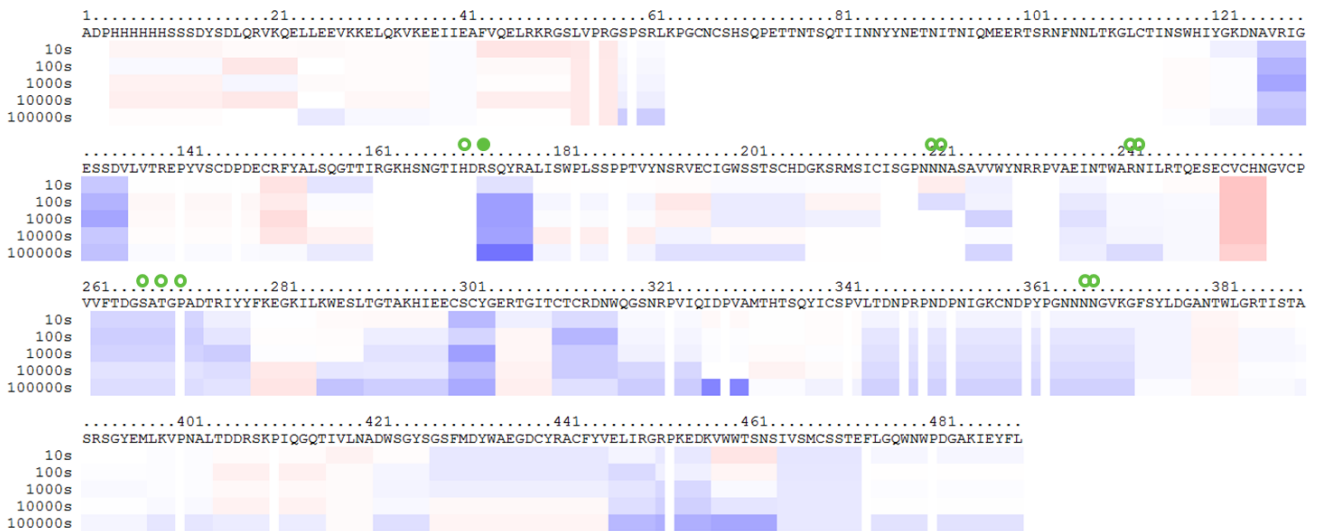 1...................21..................41..................61..................81..................101.................121.......
ADPHHHHHHSSSDYSDLQRVKQELLEEVKKELQKVKEEIIEAFVQELRKRGSLVPRGSPSRLKPGCNCSHSQPETTNTSQTIINNYYNETNITNIQMEERTSRNFNNLTKGLCTINSWHIYGKDNAVRIG
10s
100s
1000s
10000s
100000s
..........141.................161.................181.................201.................221.................241.................
ESSDVLVTREPYVSCDPDECRFYALSQGTTIRGKHSNGTIHDRSQYRALISWPLSSPPTVYNSRVECIGWSSTSCHDGKSRMSICISGPNNNASAVVWYNRRPVAEINTWARNILRTQESECVCHNGVCP
10s
100s
1000s
10000s
100000s
261.................281.................301.................321.................341.................361.................381.......
VVFTDGSATGPADTRIYYFKEGKILKWESLTGTAKHIEECSCYGERTGITCTCRDNWQGSNRPVIQIDPVAMTHTSQYICSPVLTDNPRPNDPNIGKCNDPYPGNNNNGVKGFSYLDGANTWLGRTISTA
10s
100s
1000s
10000s
100000s
..........401.................421.................441.................461.................481.......
SRSGYEMLKVPNALTDDRSKPIQGQTIVLNADWSGYSGSFMDYWAEGDCYRACFYVELIRGRPKEDKVWWTSNSIVSMCSSTEFLGQWNWPDGAKIEYFL
10s
100s
1000s
10000s
100000s